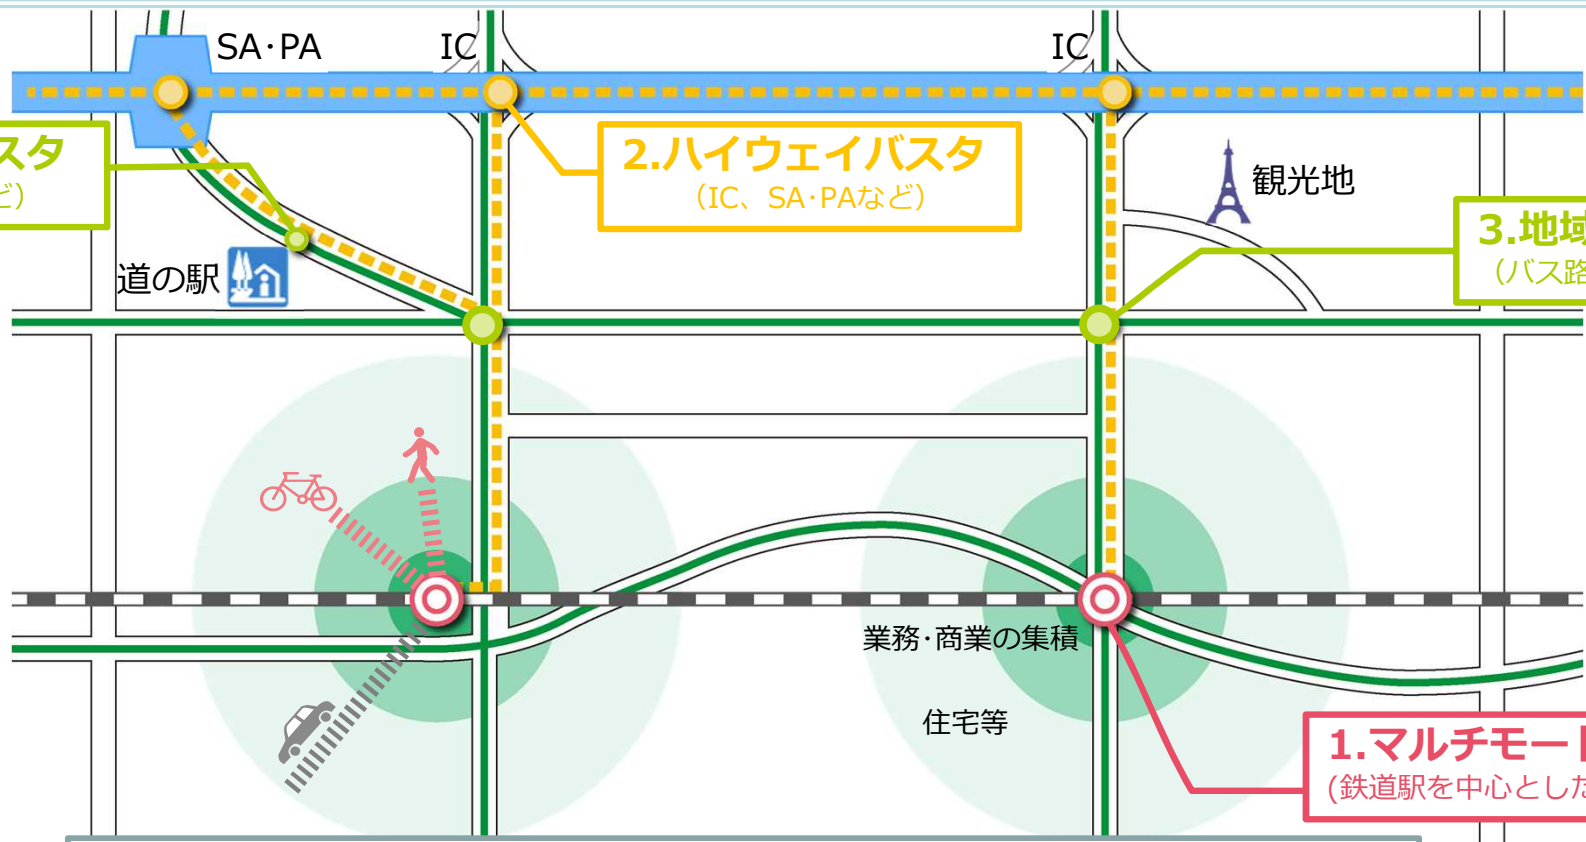 SA･PA
IC
IC
スタ
ど）
2.ハイウェイバスタ
（IC、SA･PAなど）
観光地
3.地域
（バス路
道の駅
業務･商業の集積
住宅等
1.マルチモー
(鉄道駅を中心とした